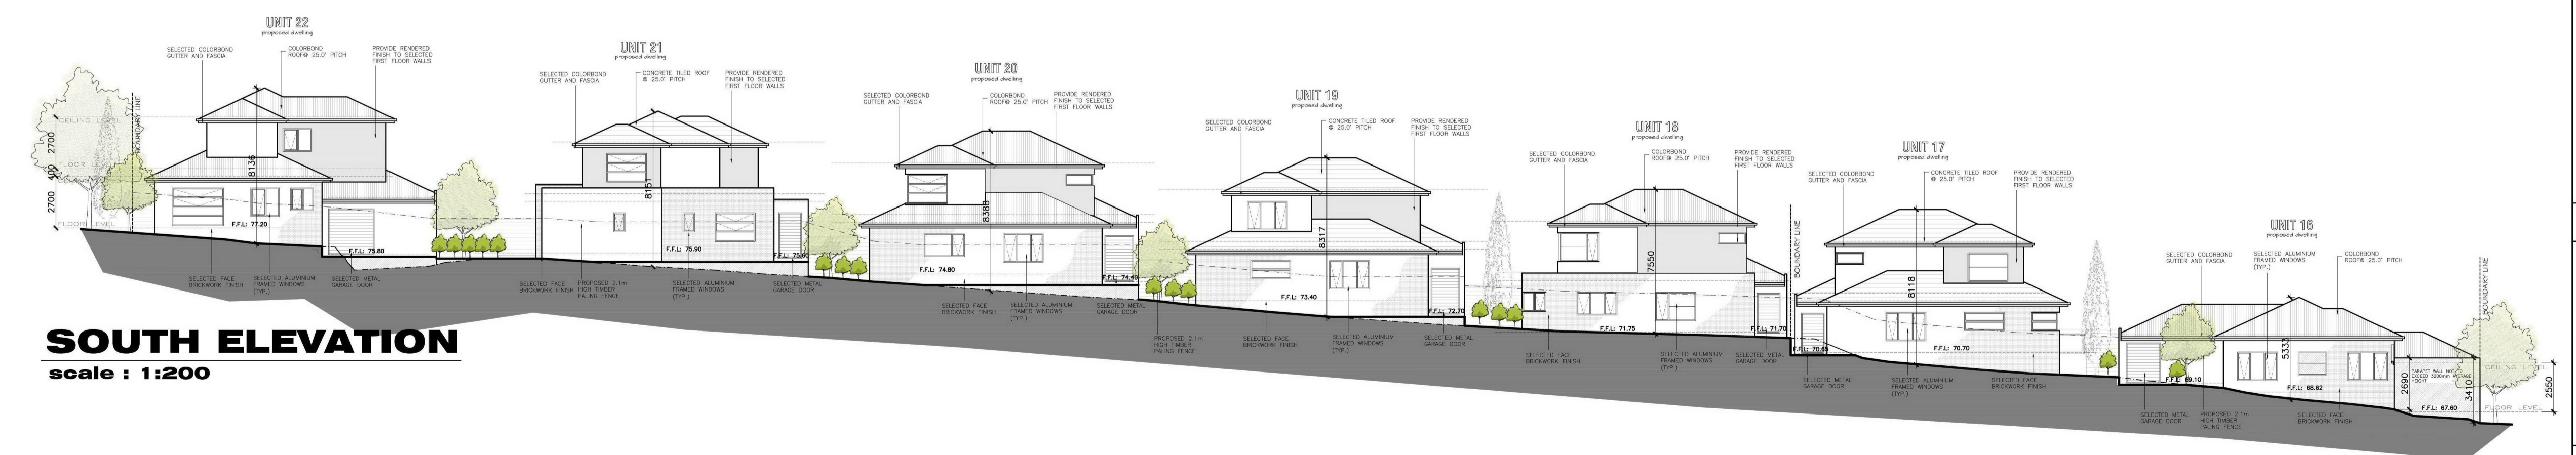 UNIT 22
proposed dwelling
SELECTED COLORBOND
GUTTER AND FASCIA
COLORBOND
ROOF@ 25.0° PITCH
PROVIDE RENDERED
FINISH TO SELECTED
FIRST FLOOR WALLS
BOUNDARY LINE
CEILING LEVEL
FLOOR LEVEL
FLOOR LEVEL
2700
400
2700
8136
F.F.L: 77.20
F.F.L: 75.80
SELECTED FACE
BRICKWORK FINISH
SELECTED ALUMINIUM
FRAMED WINDOWS
(TYP.)
SELECTED METAL
GARAGE DOOR
UNIT 21
proposed dwelling
SELECTED COLORBOND
GUTTER AND FASCIA
CONCRETE TILED ROOF
@ 25.0° PITCH
PROVIDE RENDERED
FINISH TO SELECTED
FIRST FLOOR WALLS
8151
F.F.L: 75.90
SELECTED FACE
BRICKWORK FINISH
PROPOSED 2.1m
HIGH TIMBER
PALING FENCE
SELECTED ALUMINIUM
FRAMED WINDOWS
(TYP.)
SELECTED METAL
GARAGE DOOR
UNIT 20
proposed dwelling
SELECTED COLORBOND
GUTTER AND FASCIA
COLORBOND
ROOF@ 25.0° PITCH
PROVIDE RENDERED
FINISH TO SELECTED
FIRST FLOOR WALLS
F.F.L: 74.80
SELECTED FACE
BRICKWORK FINISH
SELECTED ALUMINIUM
FRAMED WINDOWS
(TYP.)
SELECTED METAL
GARAGE DOOR
UNIT 19
proposed dwelling
SELECTED COLORBOND
GUTTER AND FASCIA
CONCRETE TILED ROOF
@ 25.0° PITCH
PROVIDE RENDERED
FINISH TO SELECTED
FIRST FLOOR WALLS
8317
F.F.L: 73.40
F.F.L: 72.70
PROPOSED 2.1m
HIGH TIMBER
PALING FENCE
SELECTED FACE
BRICKWORK FINISH
SELECTED ALUMINIUM
FRAMED WINDOWS
(TYP.)
SELECTED METAL
GARAGE DOOR
UNIT 18
proposed dwelling
SELECTED COLORBOND
GUTTER AND FASCIA
COLORBOND
ROOF@ 25.0° PITCH
PROVIDE RENDERED
FINISH TO SELECTED
FIRST FLOOR WALLS
7550
F.F.L: 71.75
F.F.L: 71.70
SELECTED FACE
BRICKWORK FINISH
SELECTED ALUMINIUM
FRAMED WINDOWS
(TYP.)
SELECTED METAL
GARAGE DOOR
BOUNDARY LINE
UNIT 17
proposed dwelling
SELECTED COLORBOND
GUTTER AND FASCIA
CONCRETE TILED ROOF
@ 25.0° PITCH
PROVIDE RENDERED
FINISH TO SELECTED
FIRST FLOOR WALLS
8118
F.F.L: 70.65
F.F.L: 70.70
SELECTED METAL
GARAGE DOOR
SELECTED ALUMINIUM
FRAMED WINDOWS
(TYP.)
SELECTED FACE
BRICKWORK FINISH
UNIT 16
proposed dwelling
SELECTED COLORBOND
GUTTER AND FASCIA
SELECTED ALUMINIUM
FRAMED WINDOWS
(TYP.)
COLORBOND
ROOF@ 25.0° PITCH
BOUNDARY LINE
5333
F.F.L: 69.10
F.F.L: 68.62
F.F.L: 67.60
PARAPET WALL NOT TO
EXCEED 3200mm AVERAGE
HEIGHT
2690
3410
2550
CEILING LEVEL
FLOOR LEVEL
SELECTED METAL
GARAGE DOOR
PROPOSED 2.1m
HIGH TIMBER
PALING FENCE
SELECTED FACE
BRICKWORK FINISH
SOUTH ELEVATION
scale : 1:200